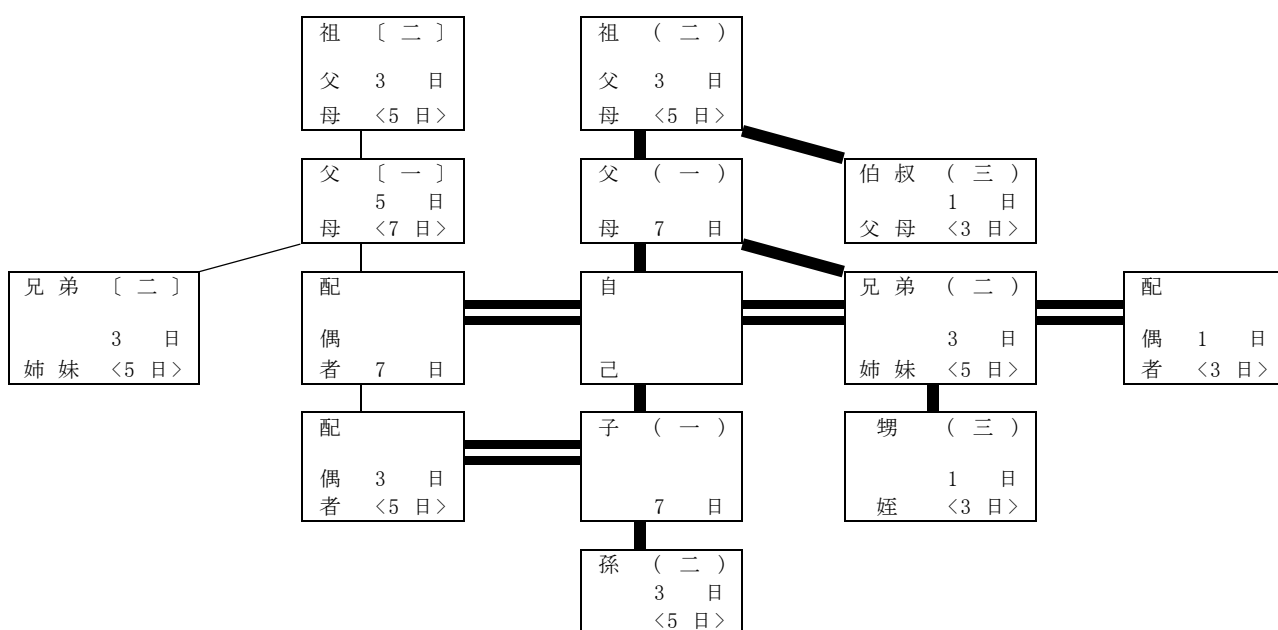 祖 〔 二 〕
父 3 日
母 <5 日>
祖 ( 二 )
父 3 日
母 <5 日>
父 〔 一 〕
5 日
母 <7 日>
父 ( 一 )
母 7 日
伯 叔 ( 三 )
1 日
父 母 <3 日>
兄 弟 〔 二 〕
3 日
姉 妹 <5 日>
配
偶
者 7 日
自
己
兄 弟 ( 二 )
3 日
姉 妹 <5 日>
配
偶 1 日
者 <3 日>
配
偶 3 日
者 <5 日>
子 ( 一 )
7 日
甥 ( 三 )
1 日
姪 <3 日>
孫 ( 二 )
3 日
<5 日>